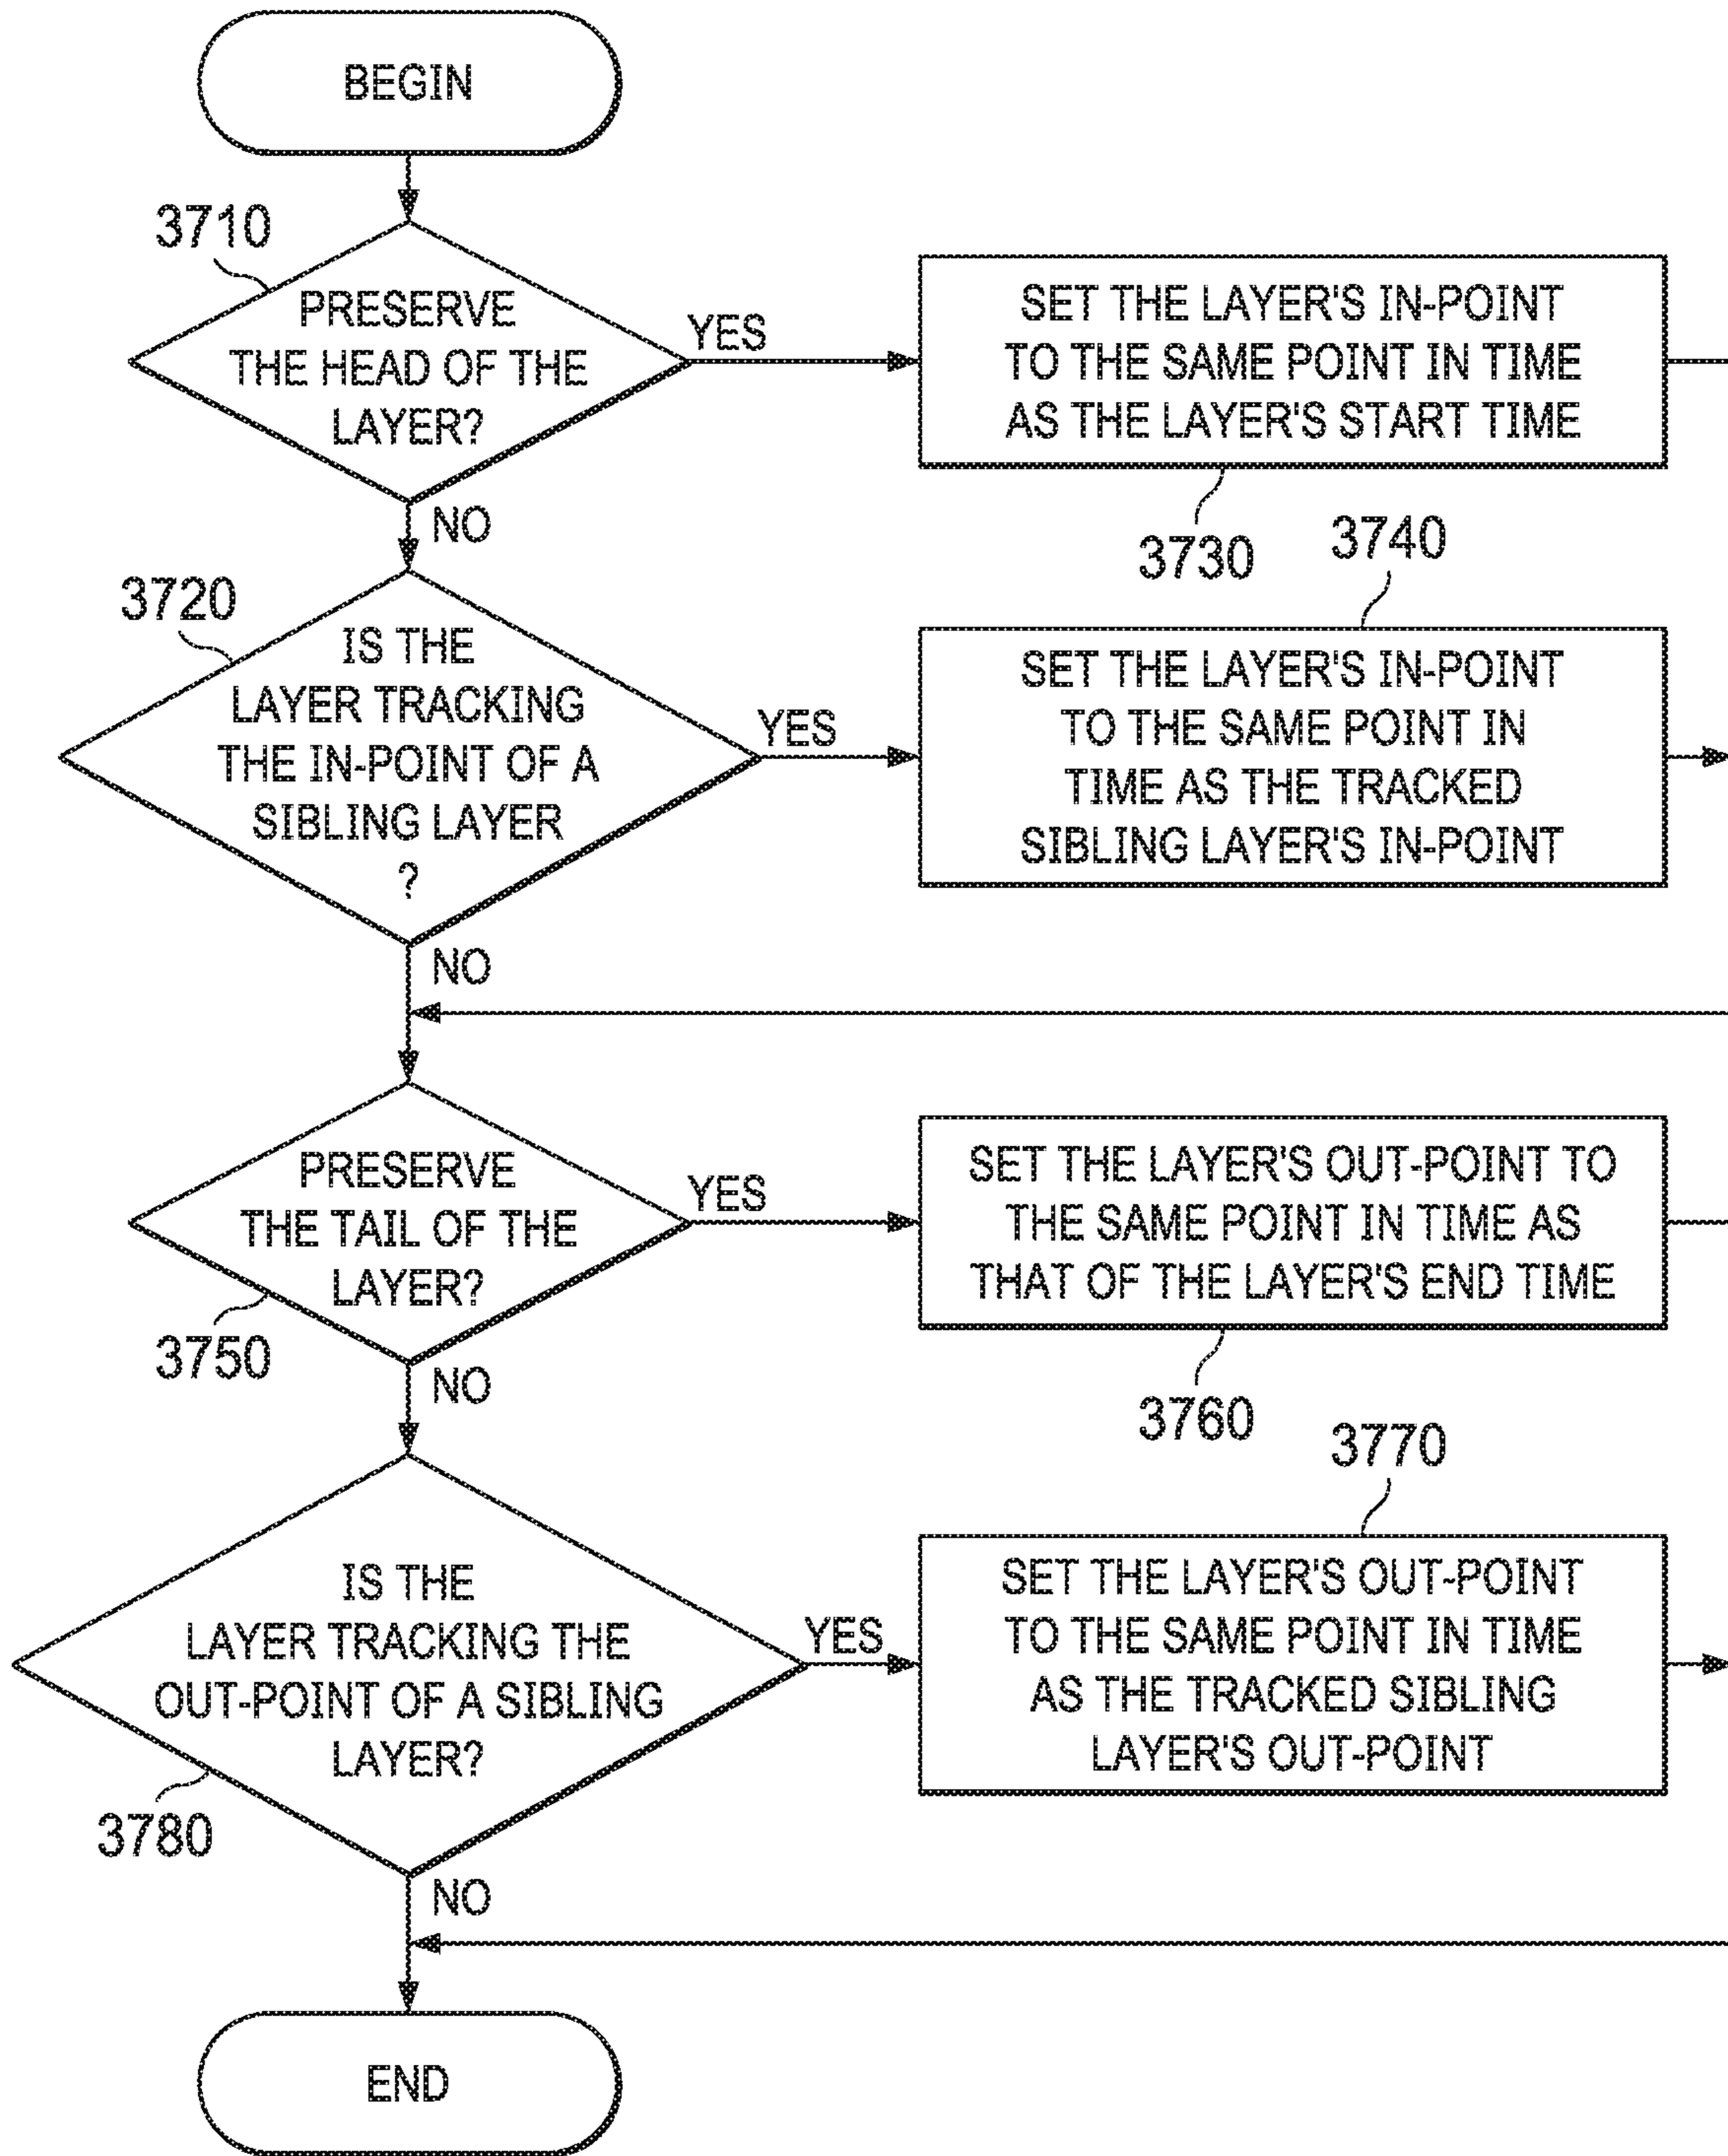 BEGIN
3710
PRESERVE
THE HEAD OF THE
LAYER?
YES
SET THE LAYER'S IN-POINT
TO THE SAME POINT IN TIME
AS THE LAYER'S START TIME
3730
NO
3720
IS THE
LAYER TRACKING
THE IN-POINT OF A
SIBLING LAYER
?
YES
3740
SET THE LAYER'S IN-POINT
TO THE SAME POINT IN
TIME AS THE TRACKED
SIBLING LAYER'S IN-POINT
NO
PRESERVE
THE TAIL OF THE
LAYER?
3750
YES
SET THE LAYER'S OUT-POINT TO
THE SAME POINT IN TIME AS
THAT OF THE LAYER'S END TIME
3760
NO
IS THE
LAYER TRACKING THE
OUT-POINT OF A SIBLING
LAYER?
3780
YES
3770
SET THE LAYER'S OUT-POINT
TO THE SAME POINT IN TIME
AS THE TRACKED SIBLING
LAYER'S OUT-POINT
NO
END